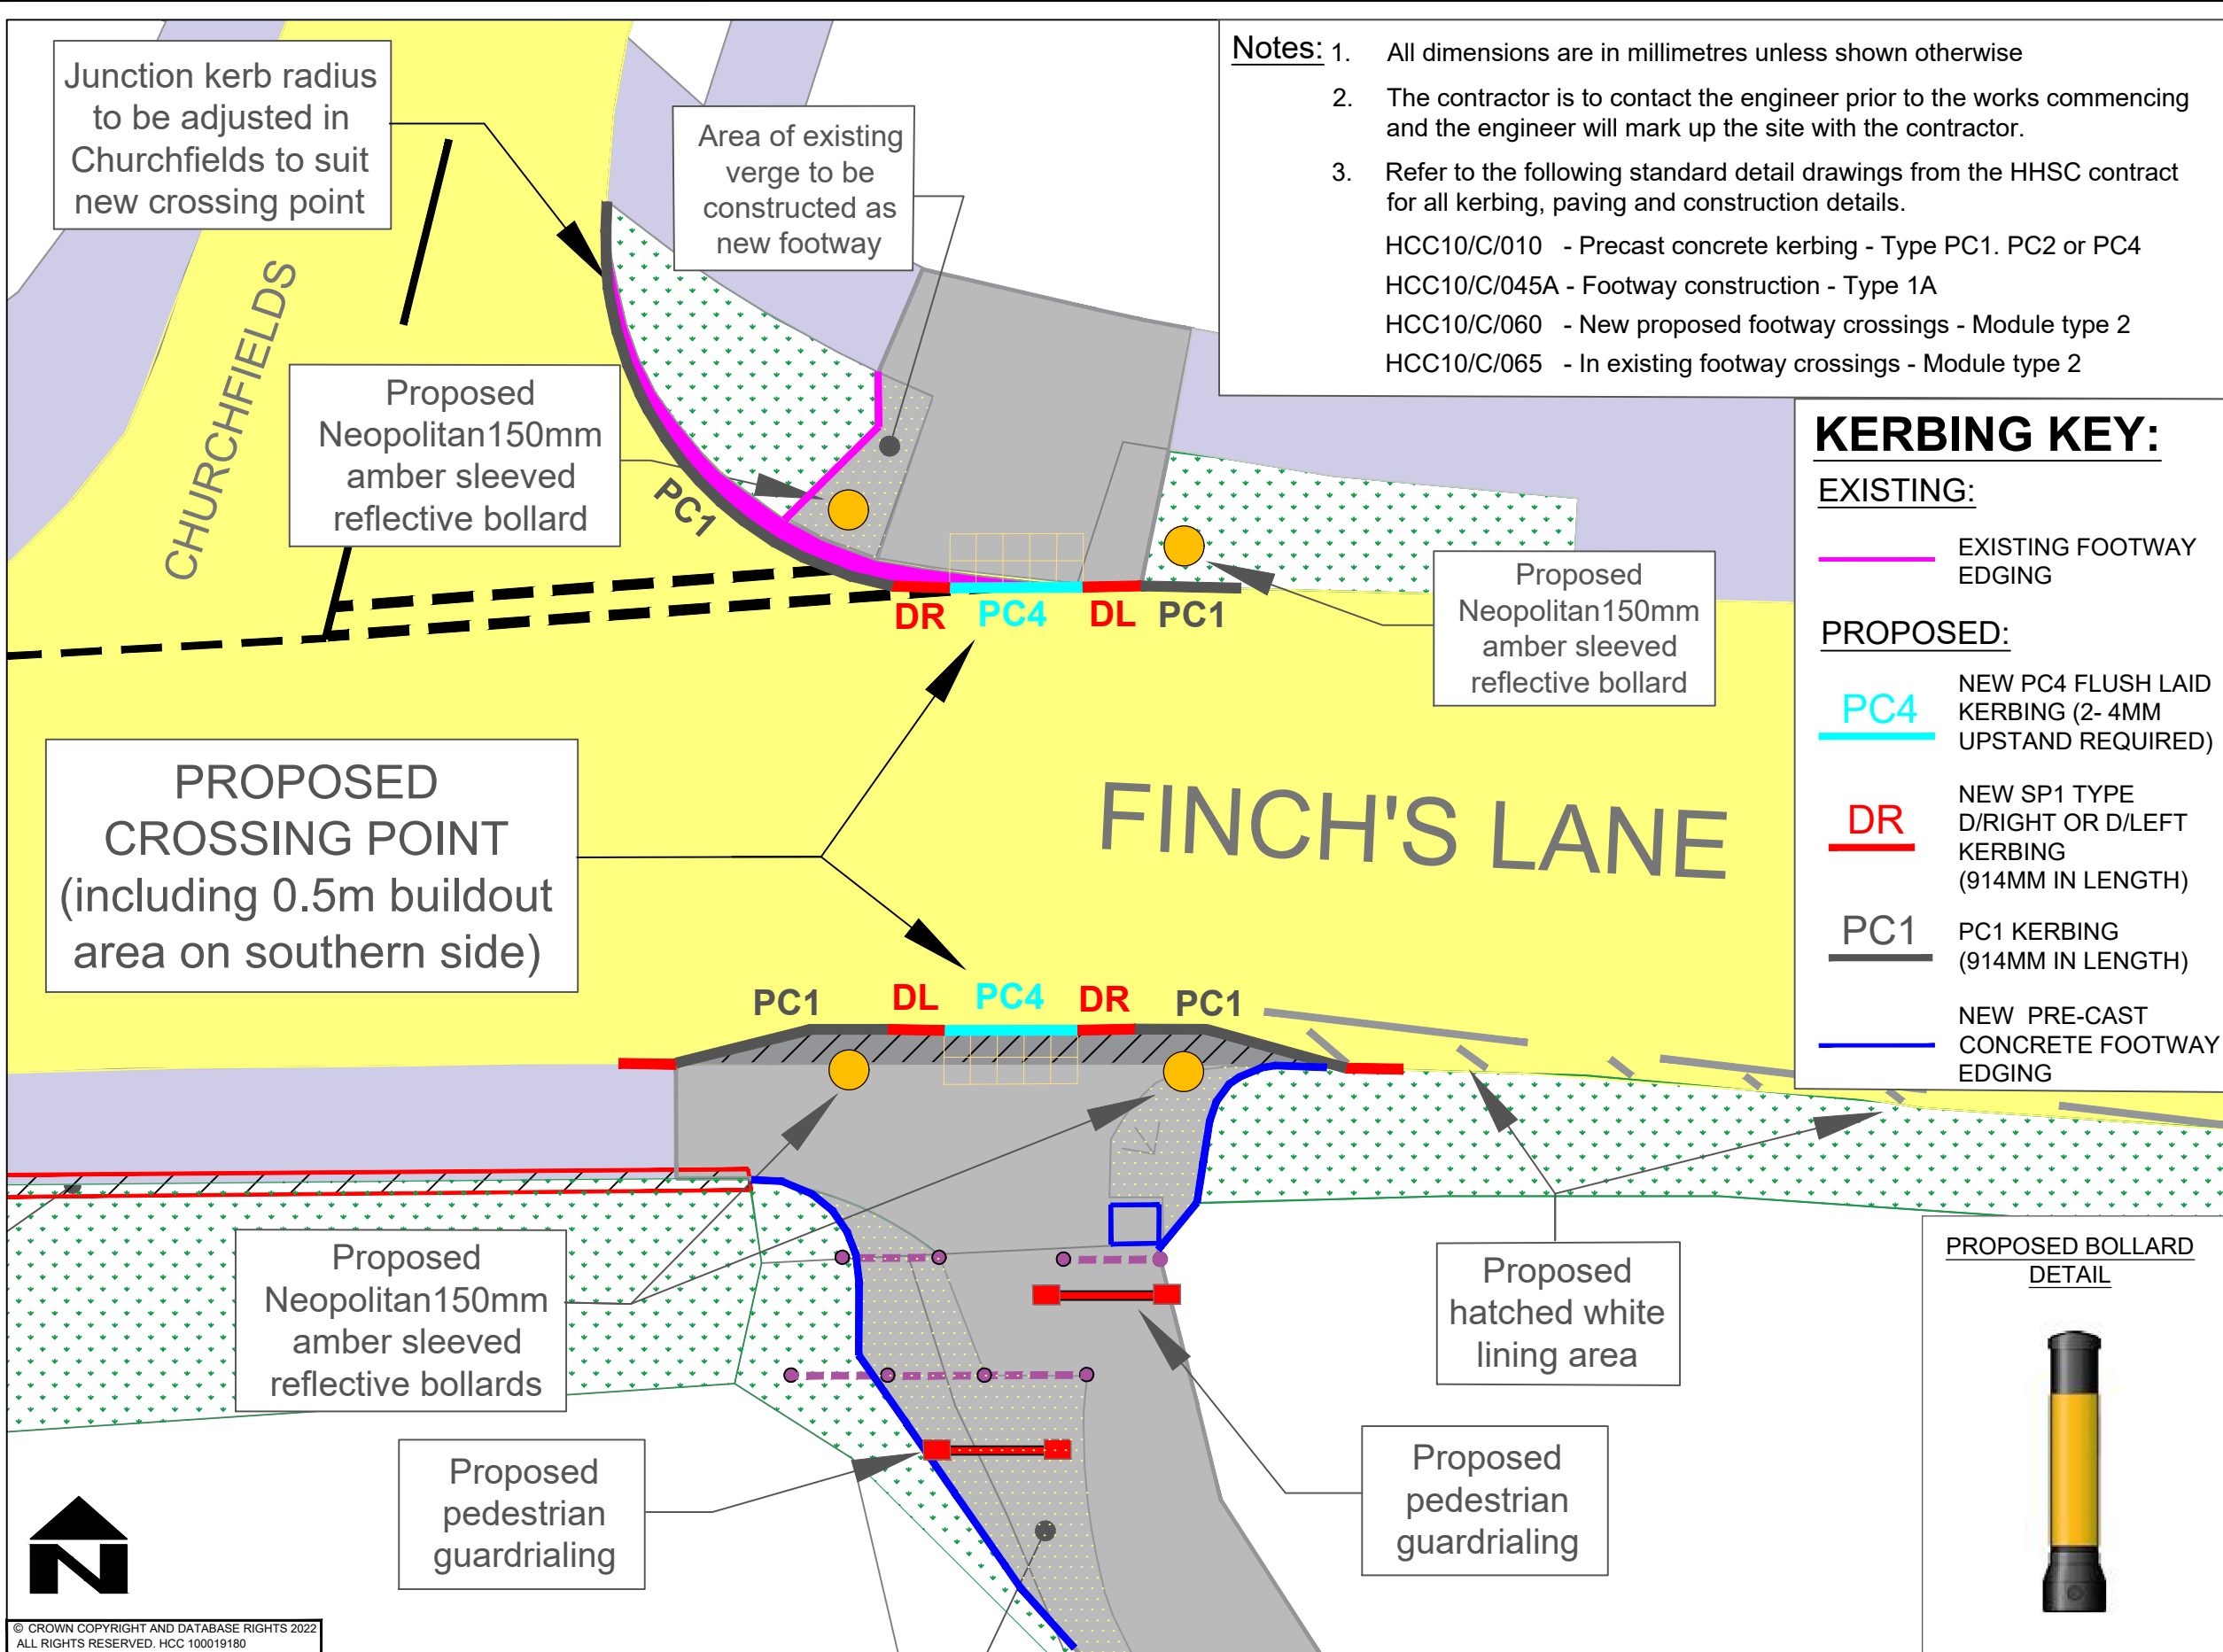 Junction kerb radius
to be adjusted in
Churchfields to suit
new crossing point
Area of existing
verge to be
constructed as
new footway
Notes: 1. All dimensions are in millimetres unless shown otherwise
2. The contractor is to contact the engineer prior to the works commencing
and the engineer will mark up the site with the contractor.
3. Refer to the following standard detail drawings from the HHSC contract
for all kerbing, paving and construction details.
HCC10/C/010 - Precast concrete kerbing - Type PC1. PC2 or PC4
HCC10/C/045A - Footway construction - Type 1A
HCC10/C/060 - New proposed footway crossings - Module type 2
HCC10/C/065 - In existing footway crossings - Module type 2
CHURCHFIELDS
Proposed
Neopolitan150mm
amber sleeved
reflective bollard
PC1
DR PC4 DL PC1
Proposed
Neopolitan150mm
amber sleeved
reflective bollard
KERBING KEY:
EXISTING:
EXISTING FOOTWAY
EDGING
PROPOSED:
PC4
NEW PC4 FLUSH LAID
KERBING (2- 4MM
UPSTAND REQUIRED)
DR
NEW SP1 TYPE
D/RIGHT OR D/LEFT
KERBING
(914MM IN LENGTH)
PC1
PC1 KERBING
(914MM IN LENGTH)
NEW PRE-CAST
CONCRETE FOOTWAY
EDGING
PROPOSED
CROSSING POINT
(including 0.5m buildout
area on southern side)
FINCH'S LANE
PC1 DL PC4 DR PC1
Proposed
Neopolitan150mm
amber sleeved
reflective bollards
Proposed
hatched white
lining area
PROPOSED BOLLARD
DETAIL
Proposed
pedestrian
guardrialing
Proposed
pedestrian
guardrialing
N
© CROWN COPYRIGHT AND DATABASE RIGHTS 2022
ALL RIGHTS RESERVED. HCC 100019180